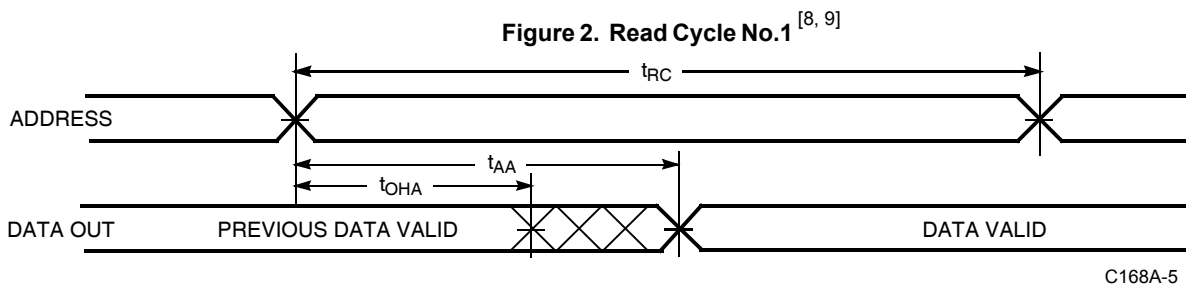 Figure 2. Read Cycle No.1 [8, 9]
tRC
ADDRESS
tAA
tOHA
DATA OUT
PREVIOUS DATA VALID
DATA VALID
C168A-5